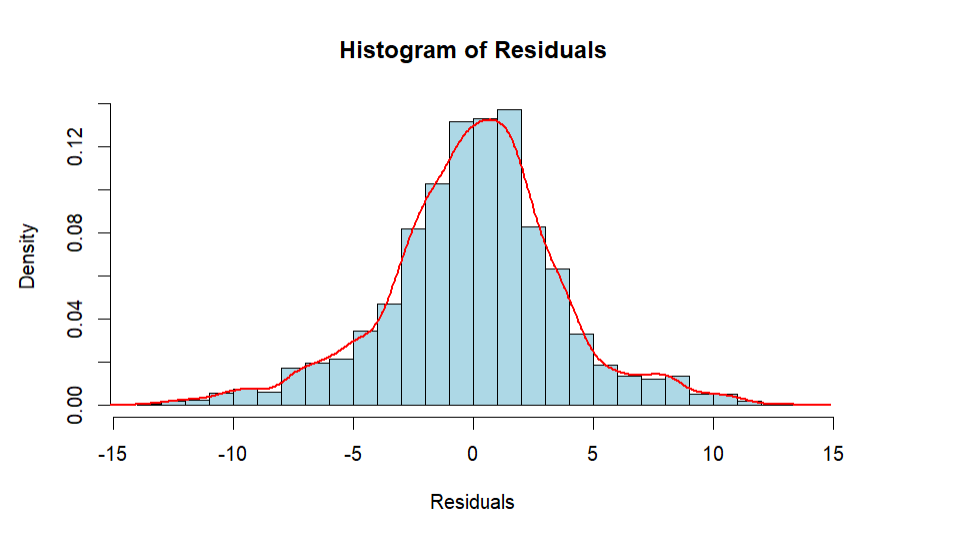 Histogram of Residuals
Density
0.12
0.08
0.04
0.00
-15 -10 -5 0 5 10 15
Residuals